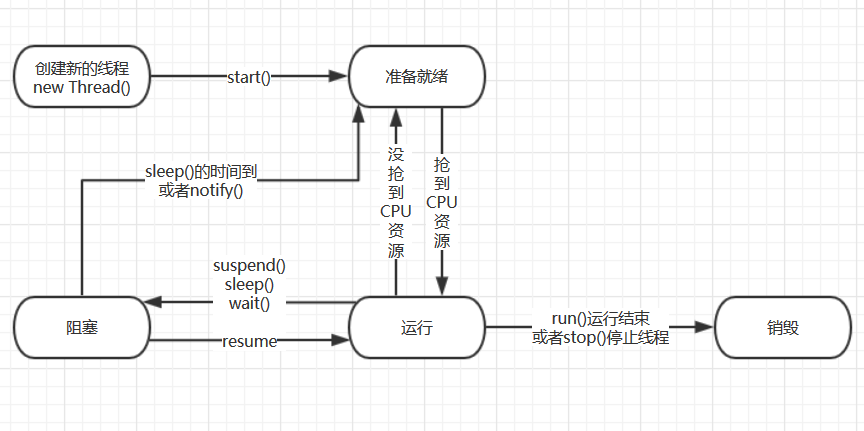 创建新的线程
new Thread()
start()
准备就绪
sleep()的时间到
或者notify()
没
抢
到
CPU
资
源
抢
到
CPU
资
源
suspend()
sleep()
wait()
阻塞
resume
运行
run()运行结束
或者stop()停止线程
销毁